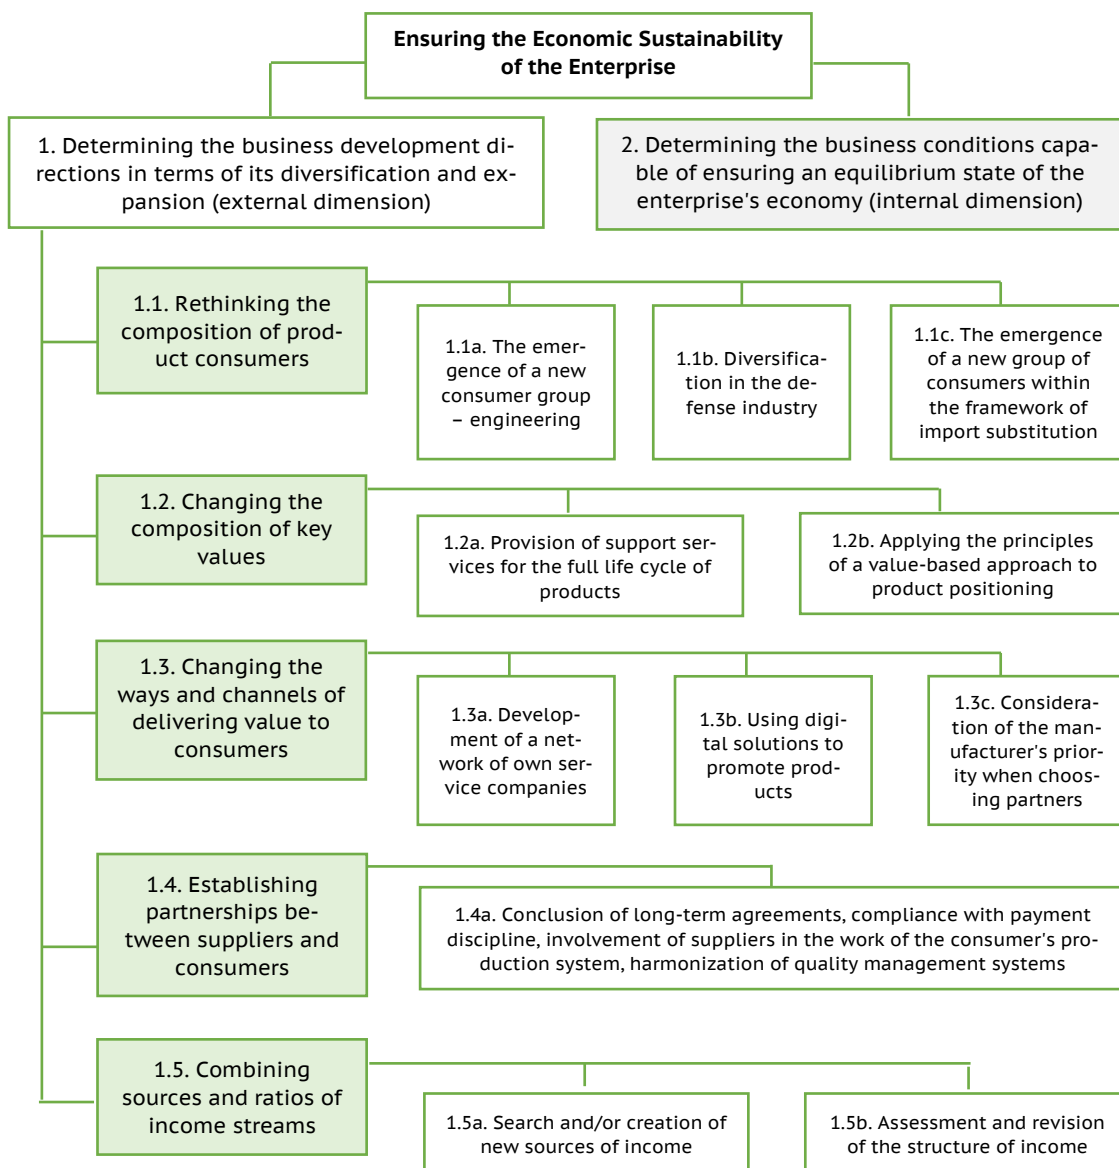 Ensuring the Economic Sustainability
of the Enterprise
1. Determining the business development di-
rections in terms of its diversification and ex-
pansion (external dimension)
2. Determining the business conditions capa-
ble of ensuring an equilibrium state of the
enterprise's economy (internal dimension)
1.1. Rethinking the
composition of prod-
uct consumers
1.1a. The emer-
gence of a new
consumer group
– engineering
1.1b. Diversifica-
tion in the de-
fense industry
1.1c. The emergence
of a new group of
consumers within
the framework of
import substitution
1.2. Changing the
composition of key
values
1.2a. Provision of support ser-
vices for the full life cycle of
products
1.2b. Applying the principles
of a value-based approach to
product positioning
1.3. Changing the
ways and channels of
delivering value to
consumers
1.3a. Develop-
ment of a net-
work of own ser-
vice companies
1.3b. Using digi-
tal solutions to
promote prod-
ucts
1.3c. Considera-
tion of the man-
ufacturer's prior-
ity when choos-
ing partners
1.4. Establishing
partnerships be-
tween suppliers and
consumers
1.4a. Conclusion of long-term agreements, compliance with payment
discipline, involvement of suppliers in the work of the consumer's pro-
duction system, harmonization of quality management systems
1.5. Combining
sources and ratios of
income streams
1.5a. Search and/or creation of
new sources of income
1.5b. Assessment and revision
of the structure of income